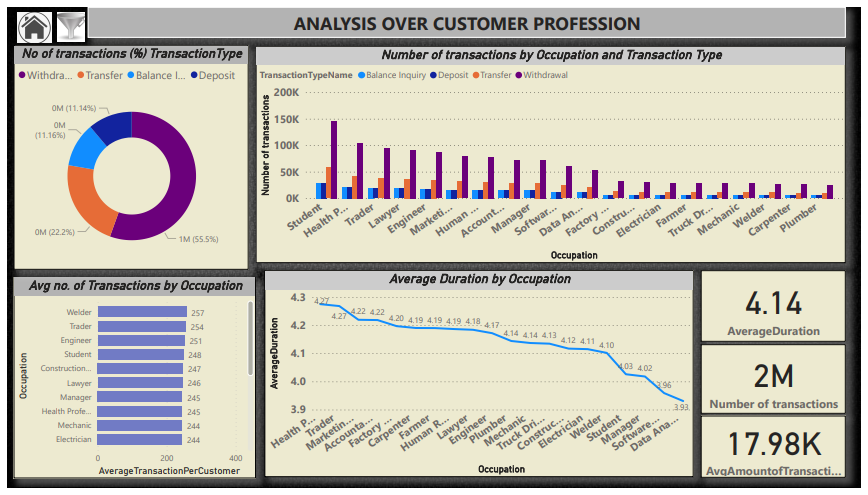 ANALYSIS OVER CUSTOMER PROFESSION
No of transactions (%) TransactionType
Withdra... Transfer Balance I... Deposit
0M (11.14%)
0M
(11.16%)
0M (22.2%)
1M (55.5%)
Number of transactions by Occupation and Transaction Type
TransactionTypeName Balance Inquiry Deposit Transfer Withdrawal
Number of transactions
200K
150K
100K
50K
0K
Student
Health P...
Trader
Lawyer
Engineer
Marketi...
Human ...
Account...
Manager
Softwar...
Data An...
Factory ...
Constru...
Electrician
Farmer
Truck Dr...
Mechanic
Welder
Carpenter
Plumber
Occupation
Avg no. of Transactions by Occupation
Occupation
Welder 257
Trader 254
Engineer 251
Student 248
Construction... 247
Lawyer 246
Manager 245
Health Profe... 245
Mechanic 244
Electrician 244
0 200 400
AverageTransactionPerCustomer
Average Duration by Occupation
AverageDuration
4.3
4.2
4.1
4.0
3.9
4.27
4.27
4.22
4.22
4.20
4.19
4.19
4.19
4.18
4.17
4.14
4.14
4.13
4.12
4.11
4.10
4.03
4.02
3.96
3.93
Health P...
Trader
Marketin...
Accounta...
Factory ...
Carpenter
Farmer
Human R...
Lawyer
Engineer
Plumber
Mechanic
Truck Dri...
Construc...
Electrician
Welder
Student
Manager
Software...
Data Ana...
Occupation
4.14
AverageDuration
2M
Number of transactions
17.98K
AvgAmountofTransacti...